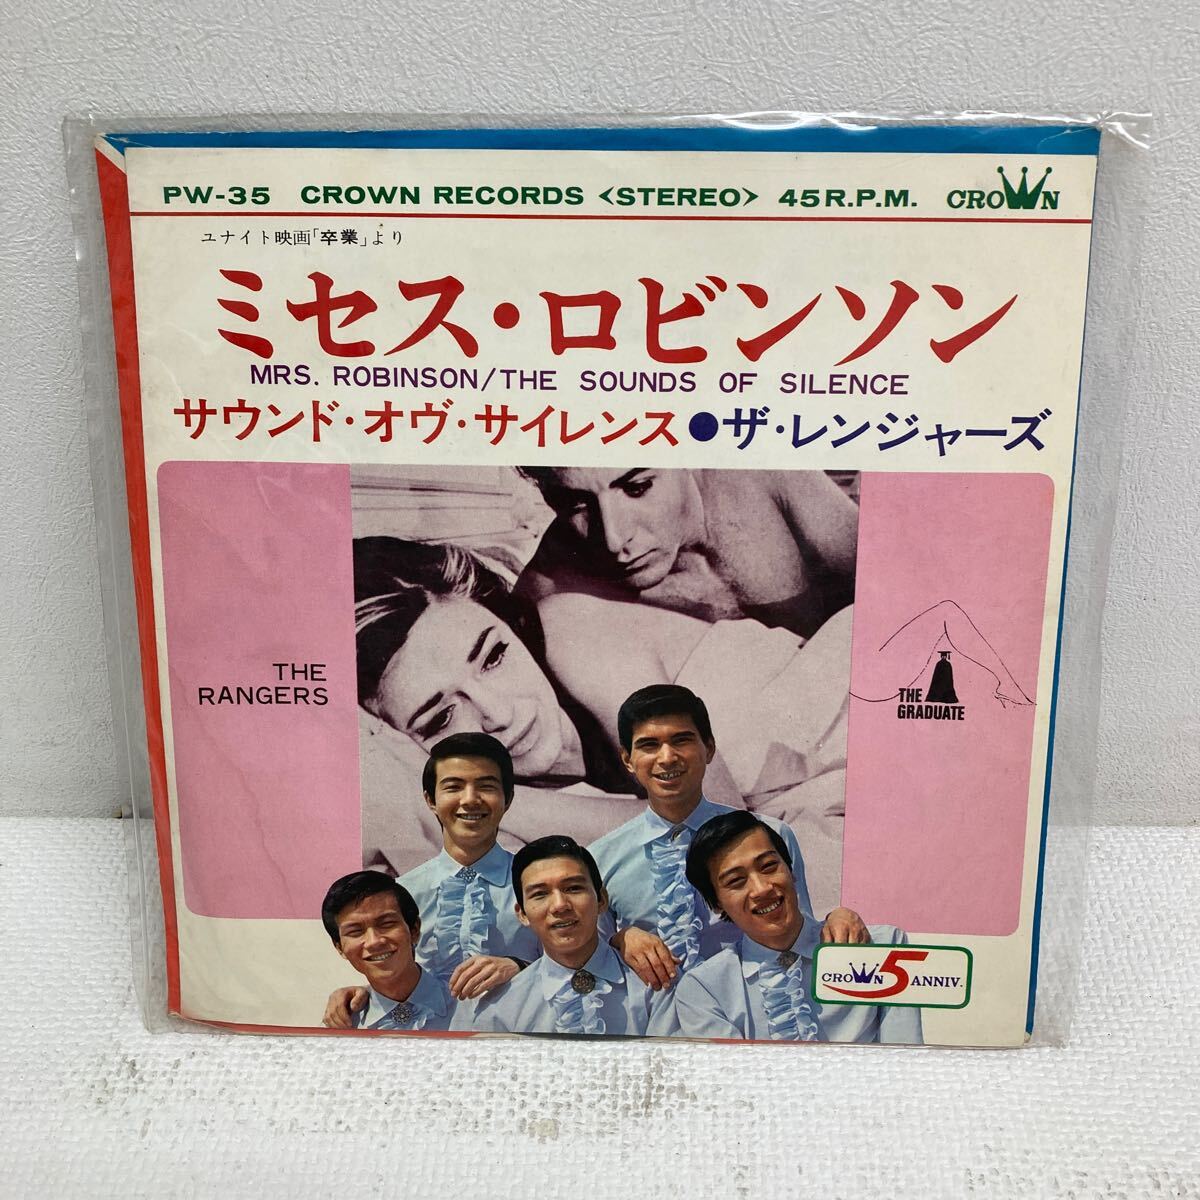 PW-35 CROWN RECORDS <STEREO> 45 R.P.M. CROWN
ユナイト映画「卒業」より
ミセス・ロビンソン
MRS. ROBINSON/THE SOUNDS OF SILENCE
サウンド・オヴ・サイレンス●ザ・レンジャーズ
THE
RANGERS
THE
GRADUATE
CROWN 5 ANNIV.